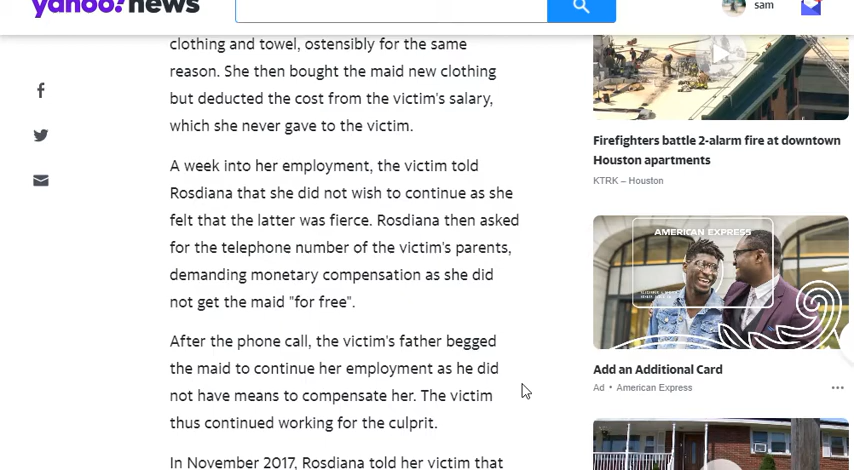 yahoo!news
sam
clothing and towel, ostensibly for the same
reason. She then bought the maid new clothing
but deducted the cost from the victim's salary,
which she never gave to the victim.
A week into her employment, the victim told
Rosdiana that she did not wish to continue as she
felt that the latter was fierce. Rosdiana then asked
for the telephone number of the victim's parents,
demanding monetary compensation as she did
not get the maid "for free".
After the phone call, the victim's father begged
the maid to continue her employment as he did
not have means to compensate her. The victim
thus continued working for the culprit.
In November 2017, Rosdiana told her victim that
Firefighters battle 2-alarm fire at downtown
Houston apartments
KTRK – Houston
AMERICAN EXPRESS
Add an Additional Card
Ad • American Express